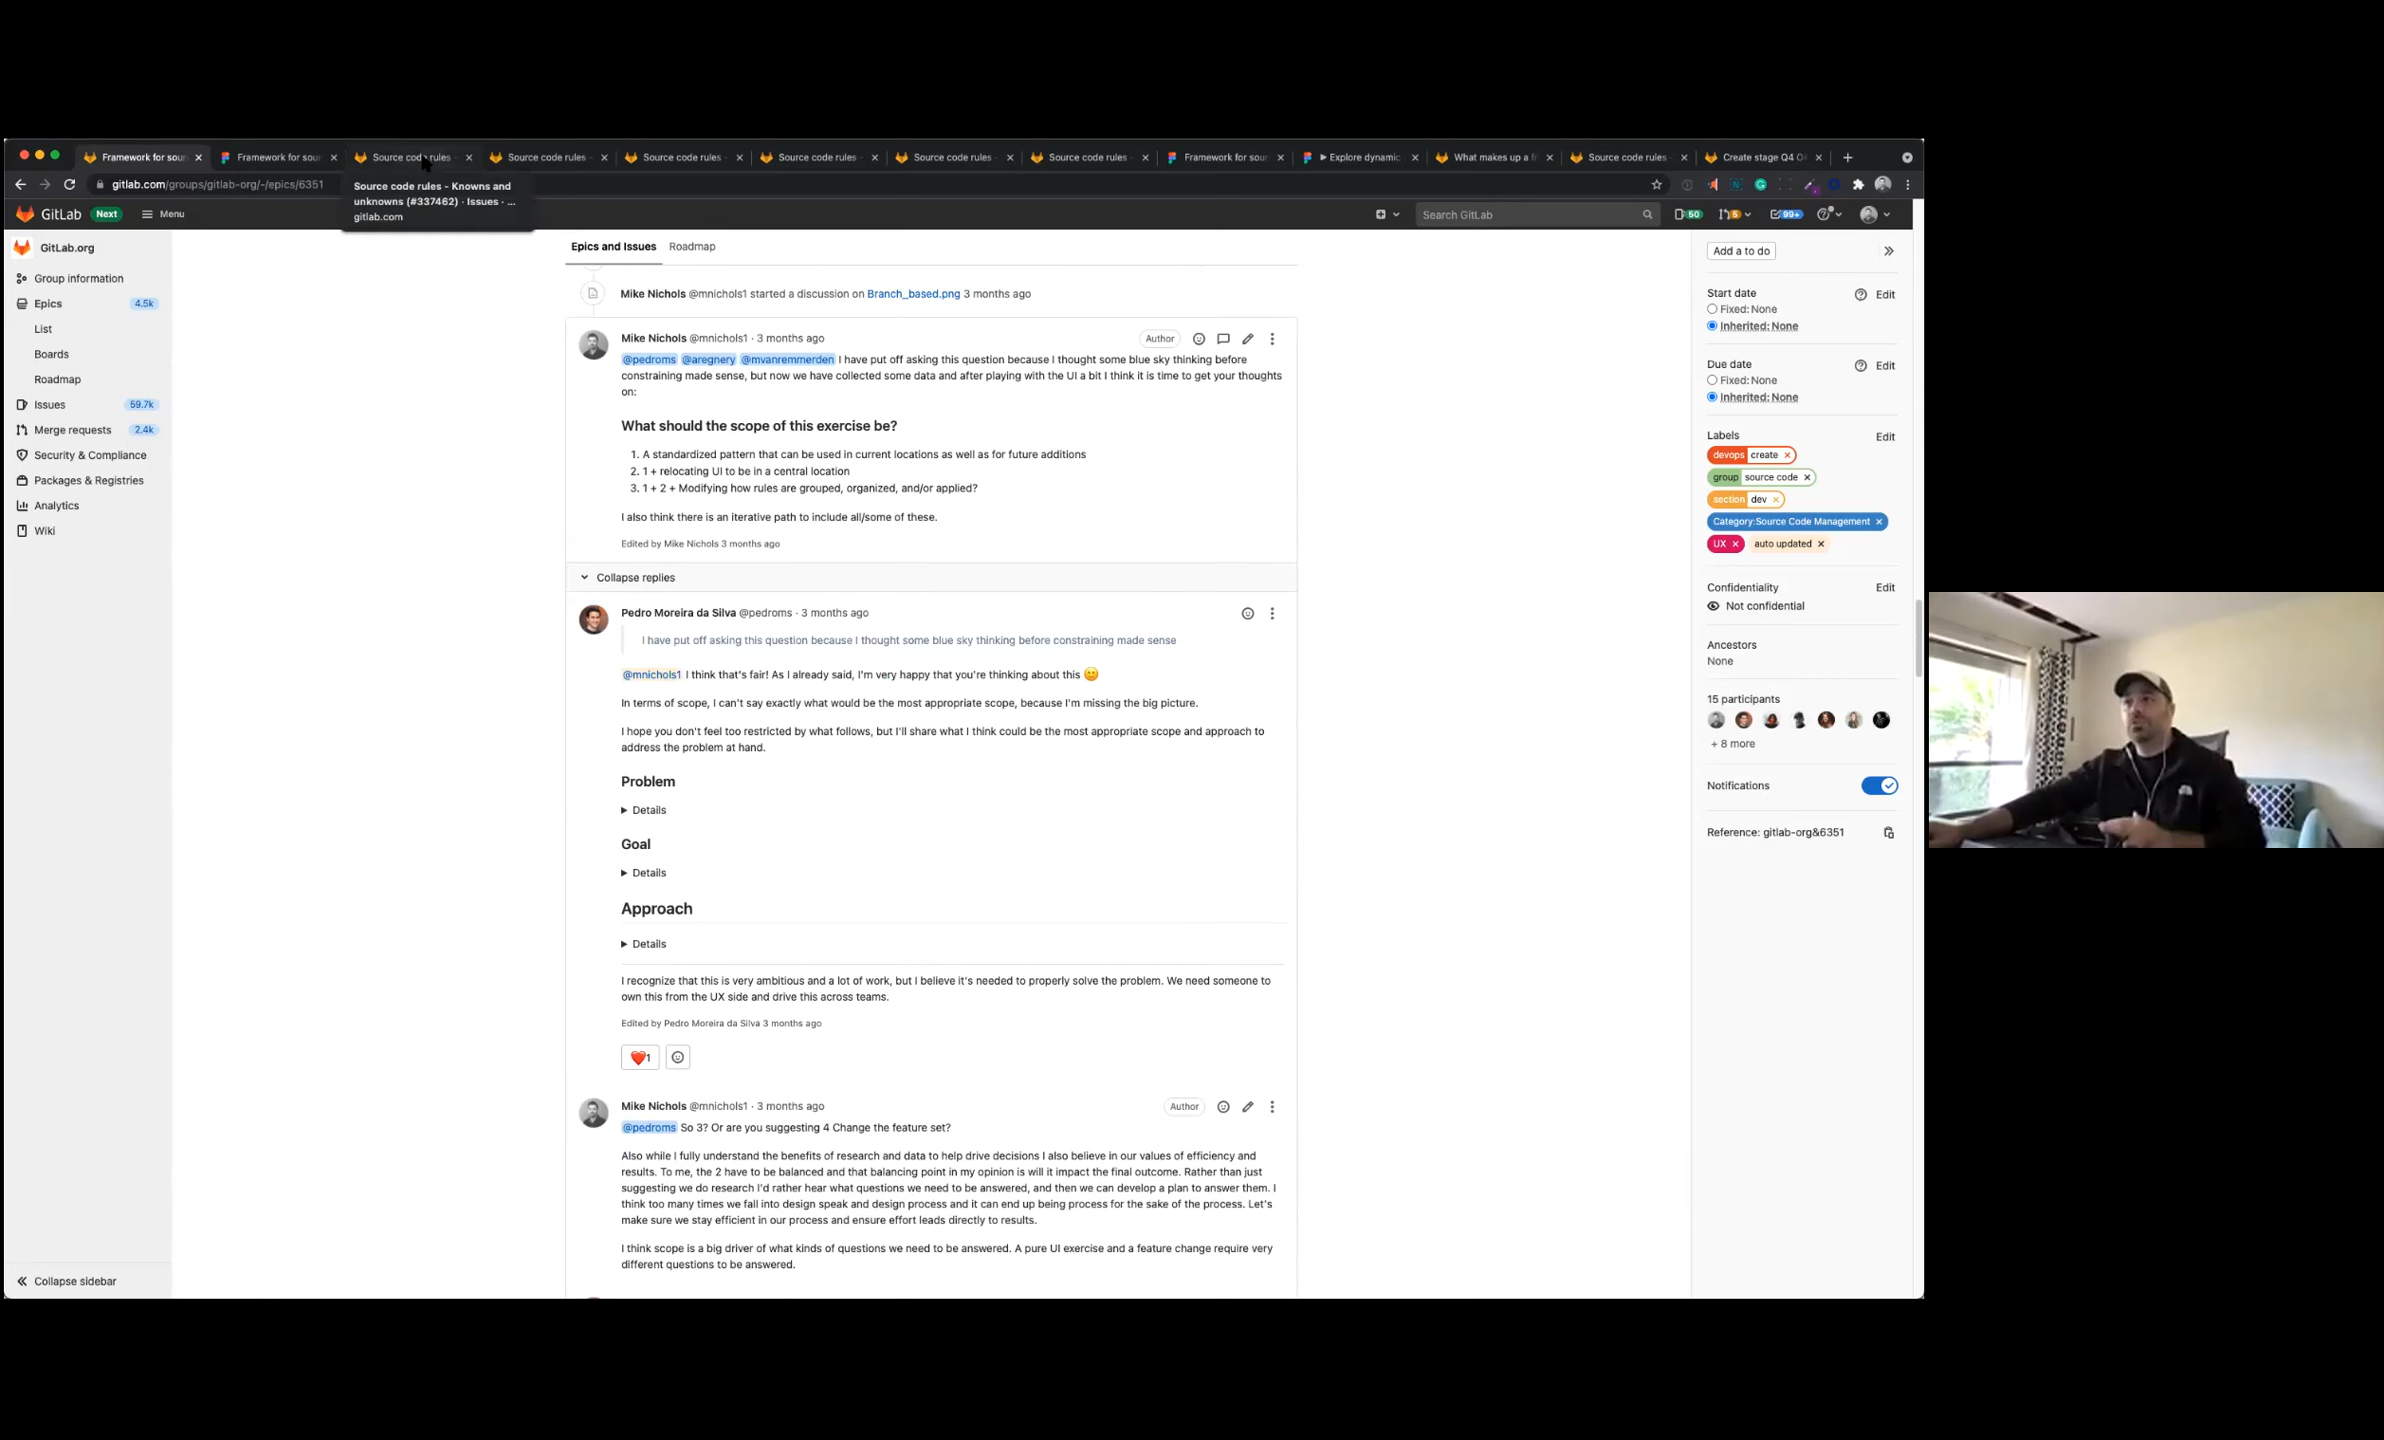 Framework for sour
Framework for sour
Source code rules -
Source code rules -
Source code rules -
Source code rules -
Source code rules -
Source code rules -
Framework for sour
Explore dynamic
What makes up a fr
Source code rules -
Create stage Q4 O
gitlab.com/groups/gitlab-org/-/epics/6351
Source code rules - Knowns and
unknowns (#337462) · Issues · ...
gitlab.com
GitLab Next Menu
Search GitLab
50
5
99+
GitLab.org
Group information
Epics 4.5k
List
Boards
Roadmap
Issues 59.7k
Merge requests 2.4k
Security & Compliance
Packages & Registries
Analytics
Wiki
Collapse sidebar
Epics and Issues Roadmap
Mike Nichols @mnichols1 started a discussion on Branch_based.png 3 months ago
Mike Nichols @mnichols1 · 3 months ago
Author
@pedroms @aregnery @mvanremmerden I have put off asking this question because I thought some blue sky thinking before
constraining made sense, but now we have collected some data and after playing with the UI a bit I think it is time to get your thoughts
on:
What should the scope of this exercise be?
1. A standardized pattern that can be used in current locations as well as for future additions
2. 1 + relocating UI to be in a central location
3. 1 + 2 + Modifying how rules are grouped, organized, and/or applied?
I also think there is an iterative path to include all/some of these.
Edited by Mike Nichols 3 months ago
Collapse replies
Pedro Moreira da Silva @pedroms · 3 months ago
I have put off asking this question because I thought some blue sky thinking before constraining made sense
@mnichols1 I think that's fair! As I already said, I'm very happy that you're thinking about this 🙂
In terms of scope, I can't say exactly what would be the most appropriate scope, because I'm missing the big picture.
I hope you don't feel too restricted by what follows, but I'll share what I think could be the most appropriate scope and approach to
address the problem at hand.
Problem
Details
Goal
Details
Approach
Details
I recognize that this is very ambitious and a lot of work, but I believe it's needed to properly solve the problem. We need someone to
own this from the UX side and drive this across teams.
Edited by Pedro Moreira da Silva 3 months ago
❤️1
Mike Nichols @mnichols1 · 3 months ago
Author
@pedroms So 3? Or are you suggesting 4 Change the feature set?
Also while I fully understand the benefits of research and data to help drive decisions I also believe in our values of efficiency and
results. To me, the 2 have to be balanced and that balancing point in my opinion is will it impact the final outcome. Rather than just
suggesting we do research I'd rather hear what questions we need to be answered, and then we can develop a plan to answer them. I
think too many times we fall into design speak and design process and it can end up being process for the sake of the process. Let's
make sure we stay efficient in our process and ensure effort leads directly to results.
I think scope is a big driver of what kinds of questions we need to be answered. A pure UI exercise and a feature change require very
different questions to be answered.
Add a to do
Start date Edit
Fixed: None
Inherited: None
Due date Edit
Fixed: None
Inherited: None
Labels Edit
devops create
group source code
section dev
Category:Source Code Management
UX auto updated
Confidentiality Edit
Not confidential
Ancestors
None
15 participants
+ 8 more
Notifications
Reference: gitlab-org&6351